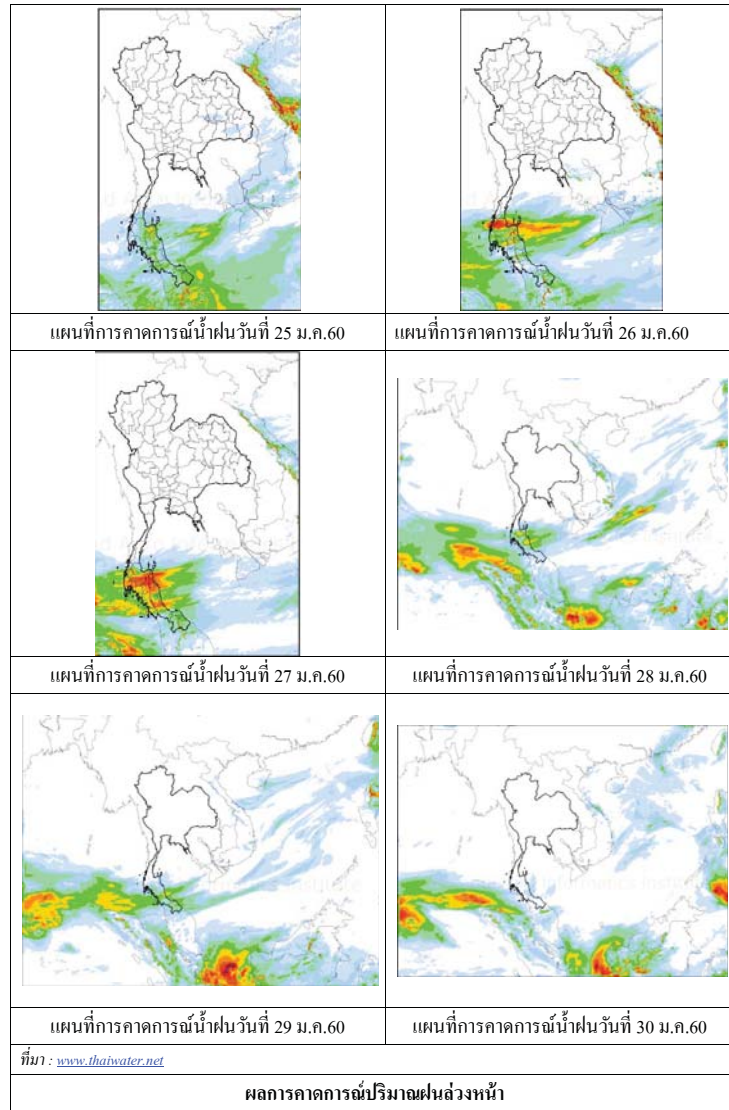 แผนที่การคาดการณ์น้ำฝนวันที่ 25 ม.ค.60
แผนที่การคาดการณ์น้ำฝนวันที่ 26 ม.ค.60
แผนที่การคาดการณ์น้ำฝนวันที่ 27 ม.ค.60
แผนที่การคาดการณ์น้ำฝนวันที่ 28 ม.ค.60
แผนที่การคาดการณ์น้ำฝนวันที่ 29 ม.ค.60
แผนที่การคาดการณ์น้ำฝนวันที่ 30 ม.ค.60
ที่มา : www.thaiwater.net
ผลการคาดการณ์ปริมาณฝนล่วงหน้า